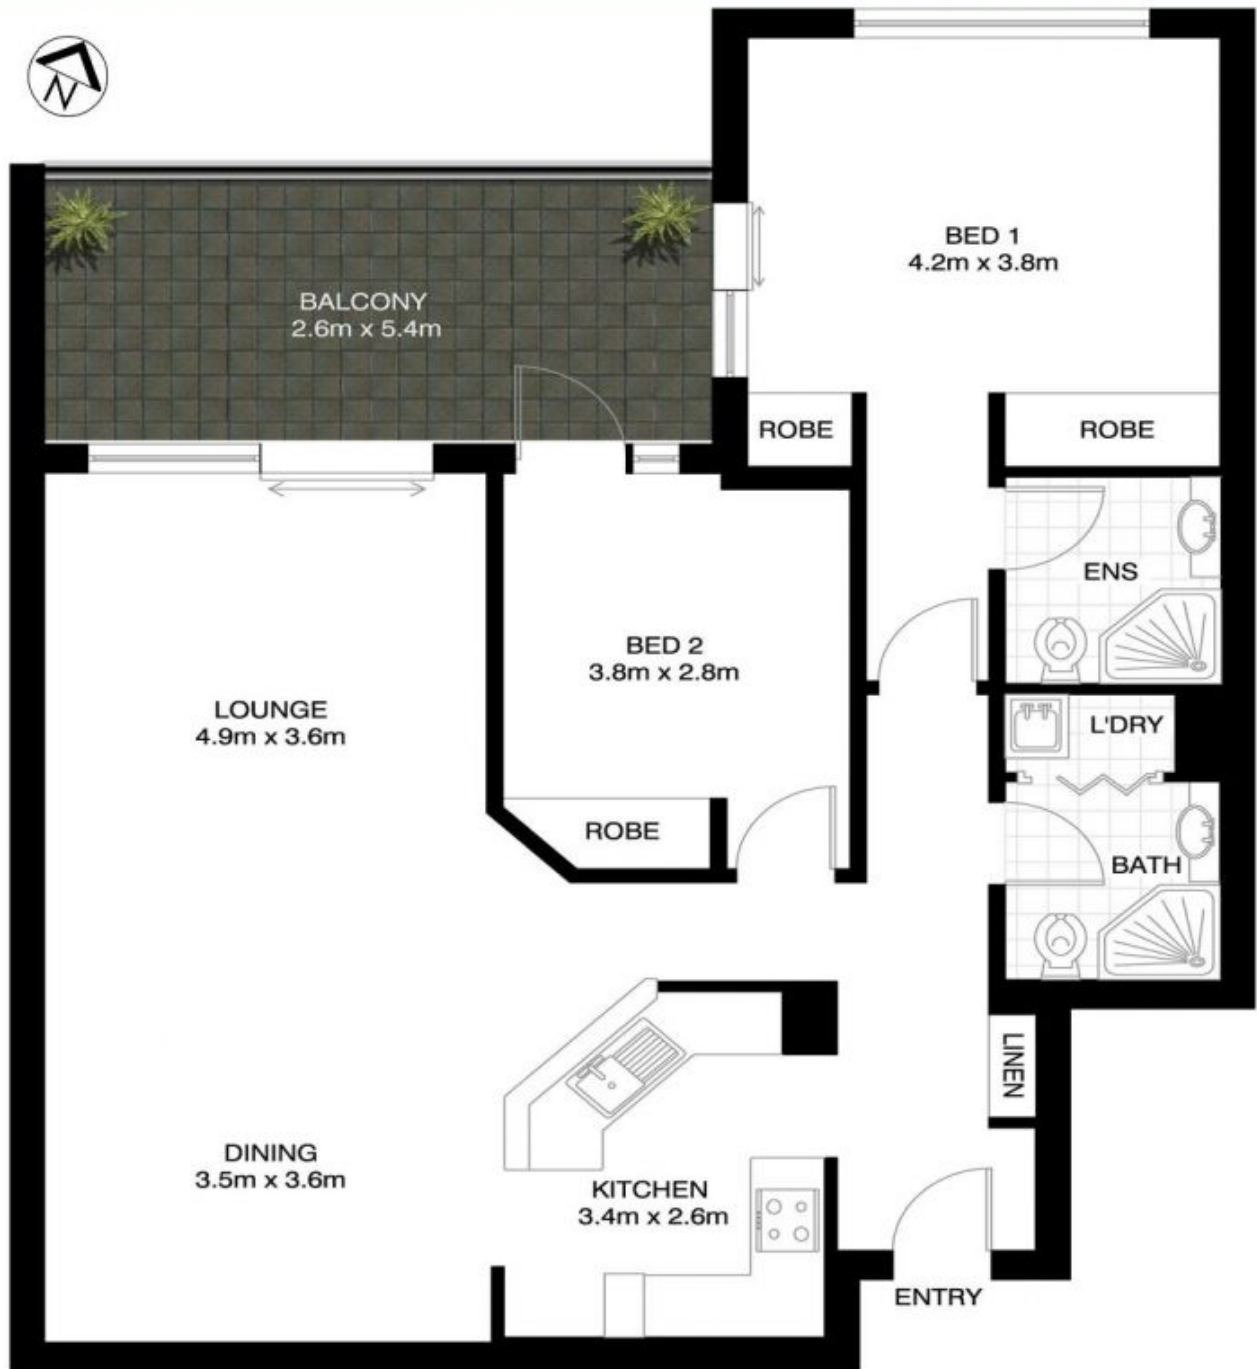 N
BED 1
4.2m x 3.8m
BALCONY
2.6m x 5.4m
ROBE
ROBE
ENS
BED 2
3.8m x 2.8m
LOUNGE
4.9m x 3.6m
L'DRY
ROBE
BATH
LINEN
DINING
3.5m x 3.6m
KITCHEN
3.4m x 2.6m
ENTRY